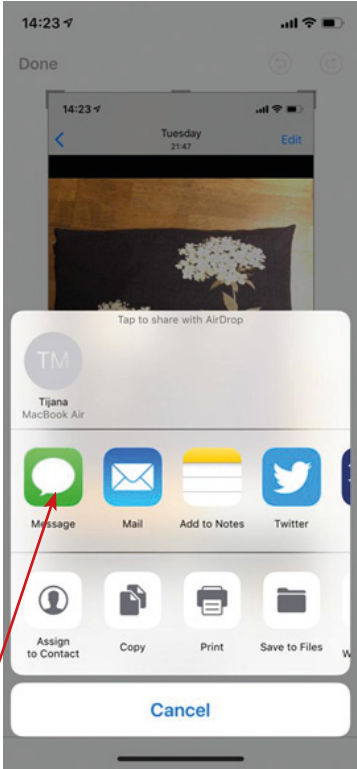 14:23
Done
14:23
Tuesday
21:47
Edit
Tap to share with AirDrop
TM
Tijana
MacBook Air
Message
Mail
Add to Notes
Twitter
Assign
to Contact
Copy
Print
Save to Files
W
Cancel